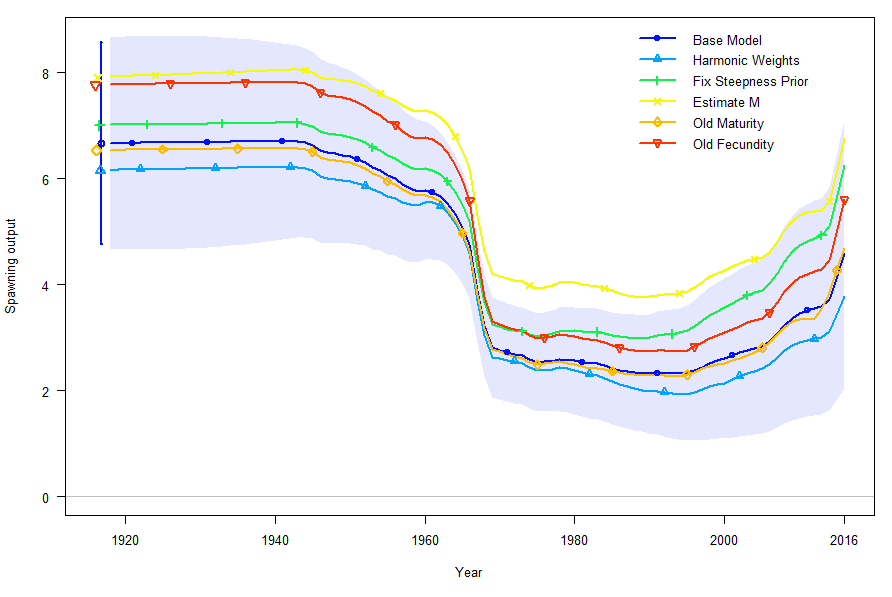 Base Model
Harmonic Weights
Fix Steepness Prior
Estimate M
Old Maturity
Old Fecundity
8
6
4
2
0
Spawning output
1920 1940 1960 1980 2000 2016
Year